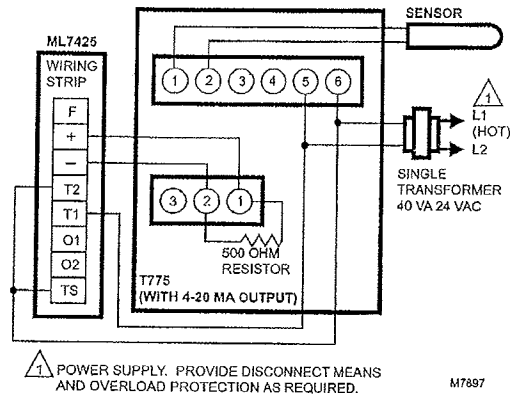 SENSOR
ML7425
WIRING
STRIP
F
+
–
T2
T1
O1
O2
TS
1 2 3 4 5 6
3 2 1
500 OHM
RESISTOR
T775
(WITH 4-20 MA OUTPUT)
1
L1
(HOT)
L2
SINGLE
TRANSFORMER
40 VA 24 VAC
1 POWER SUPPLY. PROVIDE DISCONNECT MEANS
AND OVERLOAD PROTECTION AS REQUIRED.
M7897